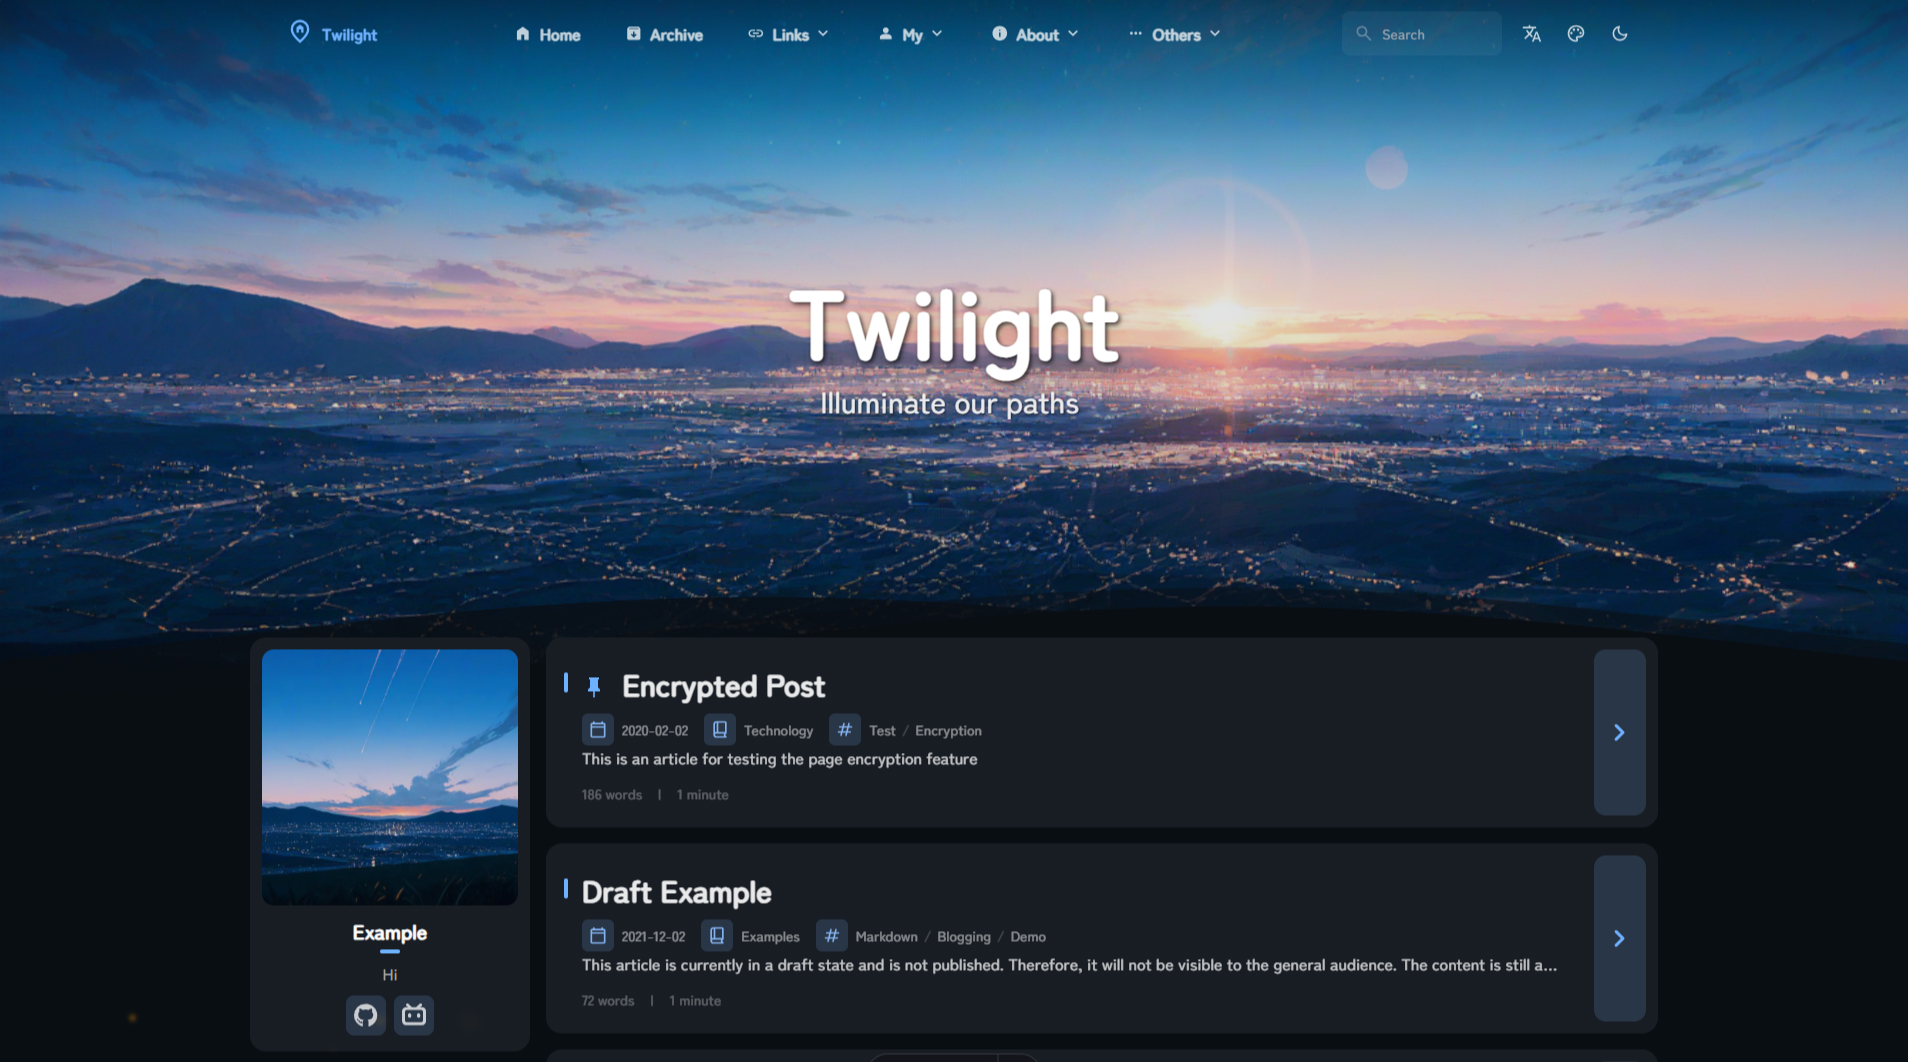 Twilight
Home
Archive
Links
My
About
Others
Search
Twilight
Illuminate our paths
Example
Hi
Encrypted Post
2020-02-02 Technology # Test / Encryption
This is an article for testing the page encryption feature
186 words | 1 minute
Draft Example
2021-12-02 Examples # Markdown / Blogging / Demo
This article is currently in a draft state and is not published. Therefore, it will not be visible to the general audience. The content is still a...
72 words | 1 minute